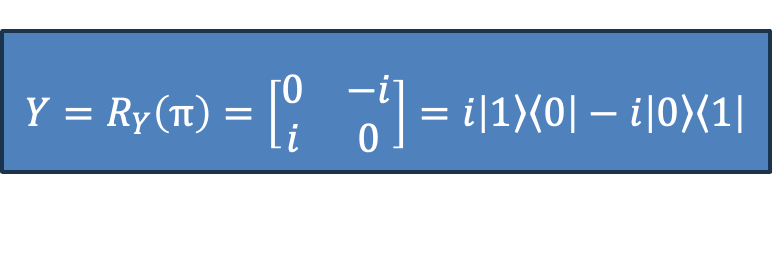 Y = R_Y(π) = [0 −i; i 0] = i|1⟩⟨0| − i|0⟩⟨1|